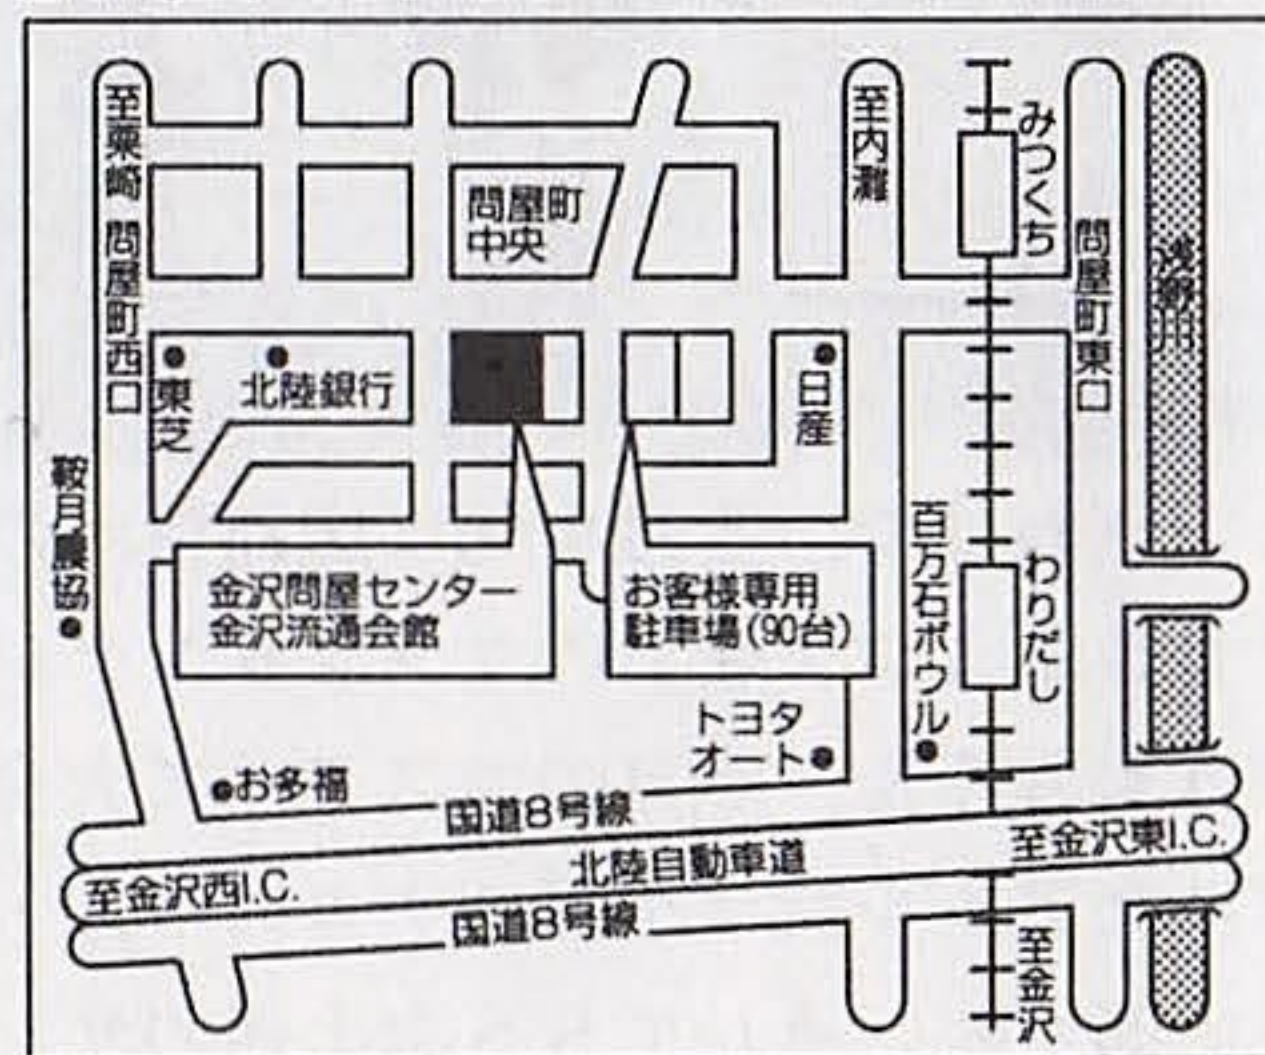 至粟崎
問屋町西口
問屋町
中央
至内灘
みつくち
問屋町東口
浅野川
東芝
北陸銀行
日産
鞍月農協
金沢問屋センター
金沢流通会館
お客様専用
駐車場(90台)
百万石ボウル
わりだし
トヨタ
オート
お多福
国道8号線
北陸自動車道
至金沢東I.C.
至金沢西I.C.
国道8号線
至金沢